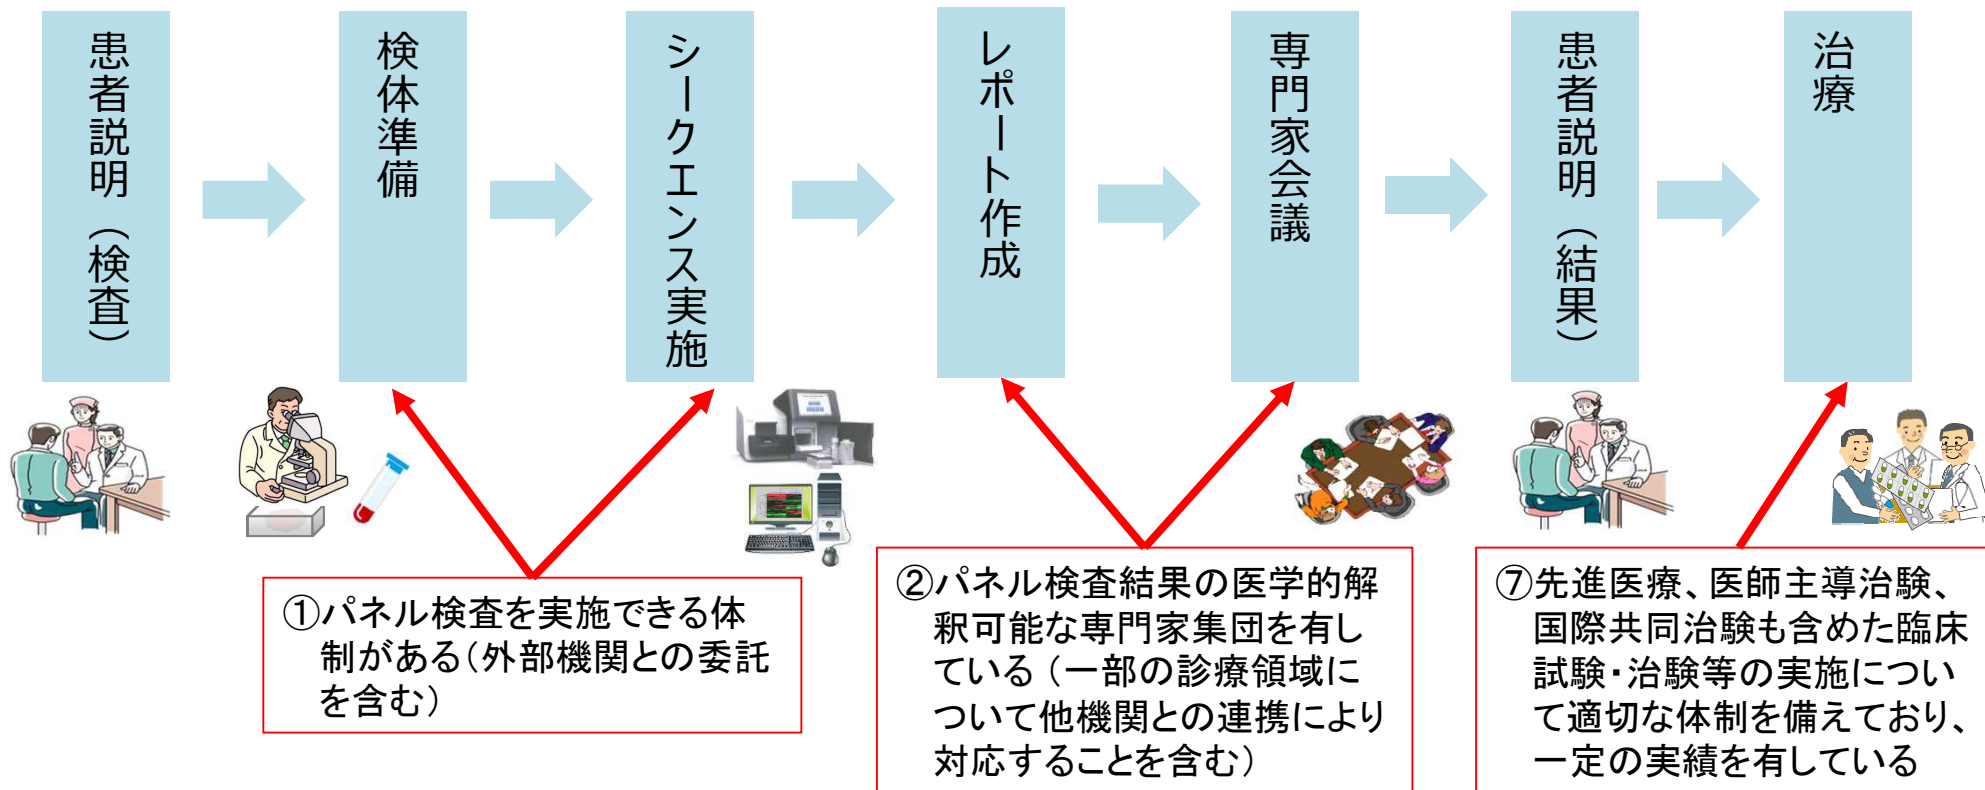 患者説明（検査）
検体準備
シークエンス実施
レポート作成
専門家会議
患者説明（結果）
治療
①パネル検査を実施できる体
制がある（外部機関との委託
を含む）
②パネル検査結果の医学的解
釈可能な専門家集団を有し
ている（一部の診療領域に
ついて他機関との連携により
対応することを含む）
⑦先進医療、医師主導治験、
国際共同治験も含めた臨床
試験・治験等の実施につい
て適切な体制を備えており、
一定の実績を有している